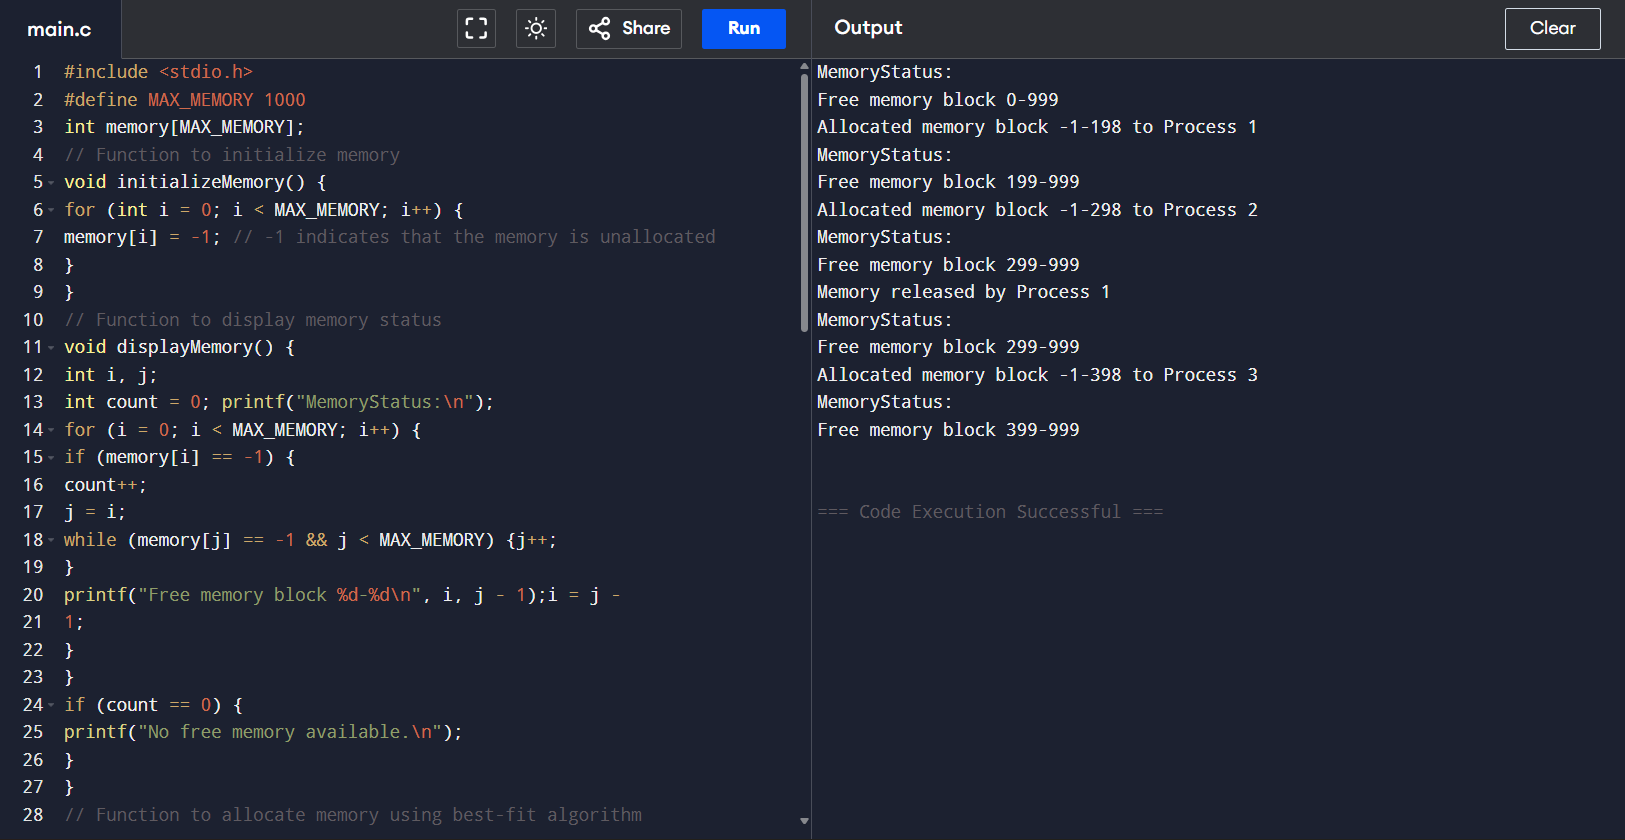 main.c
Share
Run
Output
Clear
1 #include <stdio.h>
2 #define MAX_MEMORY 1000
3 int memory[MAX_MEMORY];
4 // Function to initialize memory
5 void initializeMemory() {
6 for (int i = 0; i < MAX_MEMORY; i++) {
7 memory[i] = -1; // -1 indicates that the memory is unallocated
8 }
9 }
10 // Function to display memory status
11 void displayMemory() {
12 int i, j;
13 int count = 0; printf("MemoryStatus:\n");
14 for (i = 0; i < MAX_MEMORY; i++) {
15 if (memory[i] == -1) {
16 count++;
17 j = i;
18 while (memory[j] == -1 && j < MAX_MEMORY) {j++;
19 }
20 printf("Free memory block %d-%d\n", i, j - 1);i = j -
21 1;
22 }
23 }
24 if (count == 0) {
25 printf("No free memory available.\n");
26 }
27 }
28 // Function to allocate memory using best-fit algorithm
MemoryStatus:
Free memory block 0-999
Allocated memory block -1-198 to Process 1
MemoryStatus:
Free memory block 199-999
Allocated memory block -1-298 to Process 2
MemoryStatus:
Free memory block 299-999
Memory released by Process 1
MemoryStatus:
Free memory block 299-999
Allocated memory block -1-398 to Process 3
MemoryStatus:
Free memory block 399-999
=== Code Execution Successful ===